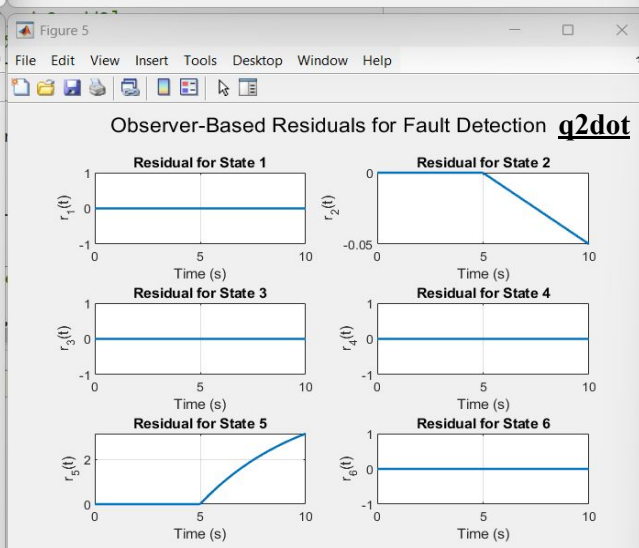 Figure 5
File Edit View Insert Tools Desktop Window Help
Observer-Based Residuals for Fault Detection q2dot
Residual for State 1
1
0
-1
r1(t)
0 5 10
Time (s)
Residual for State 2
0
-0.05
r2(t)
0 5 10
Time (s)
Residual for State 3
1
0
-1
r3(t)
0 5 10
Time (s)
Residual for State 4
1
0
-1
r4(t)
0 5 10
Time (s)
Residual for State 5
2
0
r5(t)
0 5 10
Time (s)
Residual for State 6
1
0
-1
r6(t)
0 5 10
Time (s)